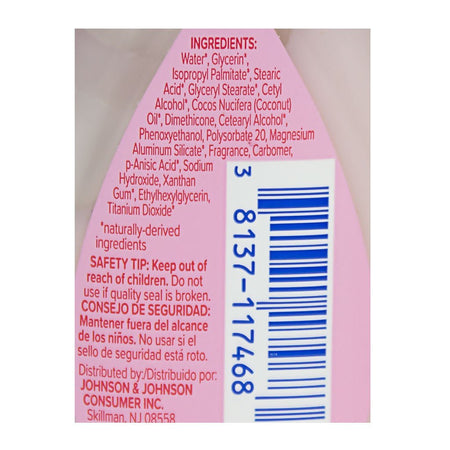 INGREDIENTS:
Water*, Glycerin*,
Isopropyl Palmitate*, Stearic
Acid*, Glyceryl Stearate*, Cetyl
Alcohol*, Cocos Nucifera (Coconut)
Oil*, Dimethicone, Cetearyl Alcohol*,
Phenoxyethanol, Polysorbate 20, Magnesium
Aluminum Silicate*, Fragrance, Carbomer,
p-Anisic Acid*, Sodium
Hydroxide, Xanthan
Gum*, Ethylhexylglycerin,
Titanium Dioxide*
*naturally-derived
ingredients
SAFETY TIP: Keep out of
reach of children. Do not
use if quality seal is broken.
CONSEJO DE SEGURIDAD:
Mantener fuera del alcance
de los niños. No usar si el
sello de seguridad está roto.
Distributed by:/Distribuido por:
JOHNSON & JOHNSON
CONSUMER INC.
Skillman, NJ 08558
3 8137-117468